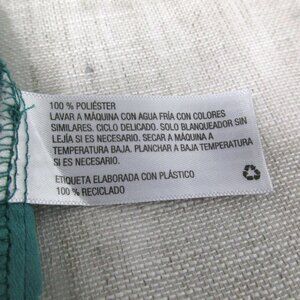 100 % POLIÉSTER
LAVAR A MÁQUINA CON AGUA FRÍA CON COLORES
SIMILARES. CICLO DELICADO. SOLO BLANQUEADOR SIN
LEJÍA SI ES NECESARIO. SECAR A MÁQUINA A
TEMPERATURA BAJA. PLANCHAR A BAJA TEMPERATURA
SI ES NECESARIO.
ETIQUETA ELABORADA CON PLÁSTICO
100 % RECICLADO